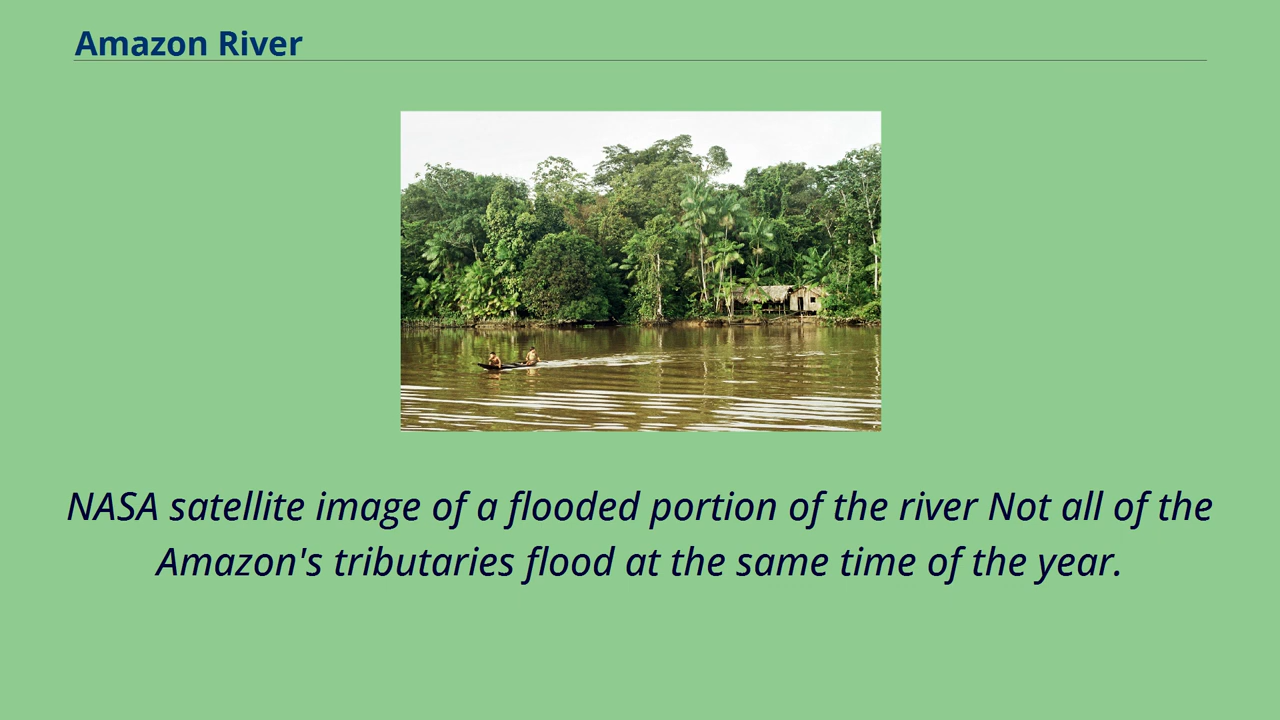 Amazon River
NASA satellite image of a flooded portion of the river Not all of the
Amazon's tributaries flood at the same time of the year.